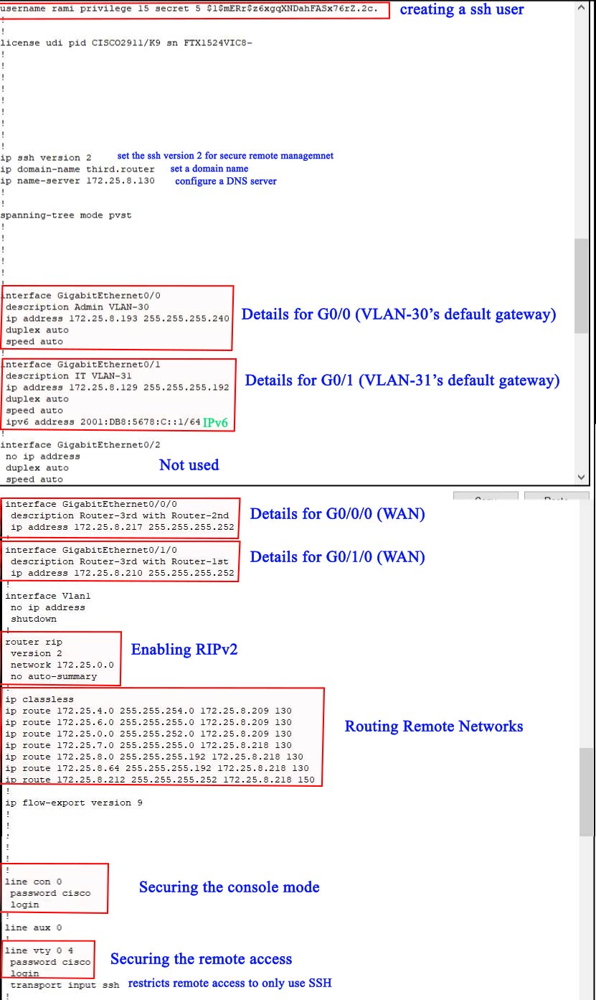 username rami privilege 15 secret 5 $1$mERr$z6xgqXNDahFASx76rZ.2c. creating a ssh user
!
!
license udi pid CISCO2911/K9 sn FTX1524VIC8-
!
!
!
!
!
!
!
!
!
ip ssh version 2 set the ssh version 2 for secure remote managemnet
ip domain-name third.router set a domain name
ip name-server 172.25.8.130 configure a DNS server
!
!
spanning-tree mode pvst
!
!
!
!
!
!
interface GigabitEthernet0/0
description Admin VLAN-30
ip address 172.25.8.193 255.255.255.240 Details for G0/0 (VLAN-30’s default gateway)
duplex auto
speed auto
!
interface GigabitEthernet0/1
description IT VLAN-31
ip address 172.25.8.129 255.255.255.192 Details for G0/1 (VLAN-31’s default gateway)
duplex auto
speed auto
ipv6 address 2001:DB8:5678:C::1/64 IPv6
!
interface GigabitEthernet0/2
no ip address
duplex auto Not used
speed auto
interface GigabitEthernet0/0/0
description Router-3rd with Router-2nd Details for G0/0/0 (WAN)
ip address 172.25.8.217 255.255.255.252
!
interface GigabitEthernet0/1/0
description Router-3rd with Router-1st Details for G0/1/0 (WAN)
ip address 172.25.8.210 255.255.255.252
!
interface Vlan1
no ip address
shutdown
!
router rip
version 2 Enabling RIPv2
network 172.25.0.0
no auto-summary
!
ip classless
ip route 172.25.4.0 255.255.254.0 172.25.8.209 130
ip route 172.25.6.0 255.255.255.0 172.25.8.209 130
ip route 172.25.0.0 255.255.252.0 172.25.8.209 130 Routing Remote Networks
ip route 172.25.7.0 255.255.255.0 172.25.8.218 130
ip route 172.25.8.0 255.255.255.192 172.25.8.218 130
ip route 172.25.8.64 255.255.255.192 172.25.8.218 130
ip route 172.25.8.212 255.255.255.252 172.25.8.218 150
!
ip flow-export version 9
!
!
!
!
!
!
line con 0
password cisco Securing the console mode
login
!
line aux 0
!
line vty 0 4
password cisco Securing the remote access
login
transport input ssh restricts remote access to only use SSH
!